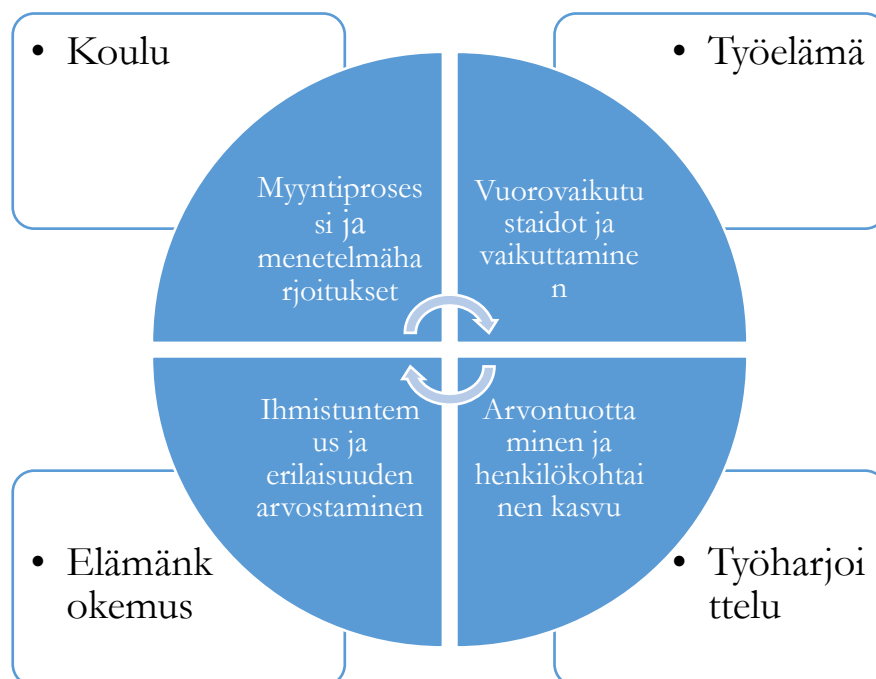 • Koulu
• Työelämä
Myyntiproses
si ja
menetelmäha
rjoitukset
Vuorovaikutu
staidot ja
vaikuttamine
n
Ihmistuntem
us ja
erilaisuuden
arvostaminen
Arvontuotta
minen ja
henkilökohtai
nen kasvu
• Elämänk
okemus
• Työharjoi
ttelu